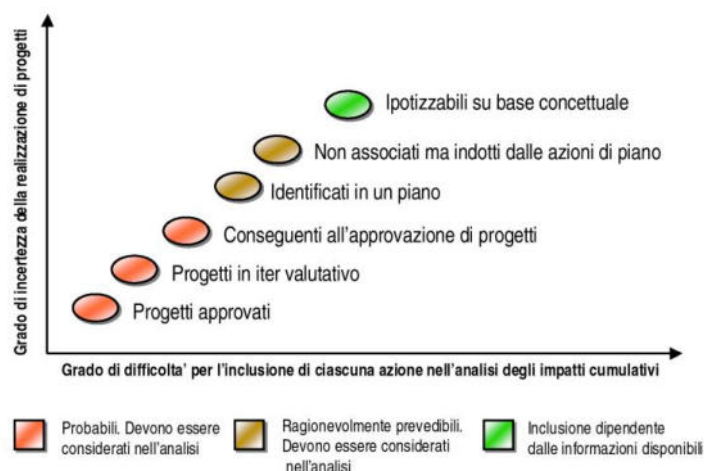 Grado di incertezza della realizzazione di progetti
Ipotizzabili su base concettuale
Non associati ma indotti dalle azioni di piano
Identificati in un piano
Conseguenti all'approvazione di progetti
Progetti in iter valutativo
Progetti approvati
Grado di difficolta' per l'inclusione di ciascuna azione nell'analisi degli impatti cumulativi
Probabili. Devono essere
considerati nell'analisi
Ragionevolmente prevedibili.
Devono essere considerati
nell'analisi
Inclusione dipendente
dalle informazioni disponibili